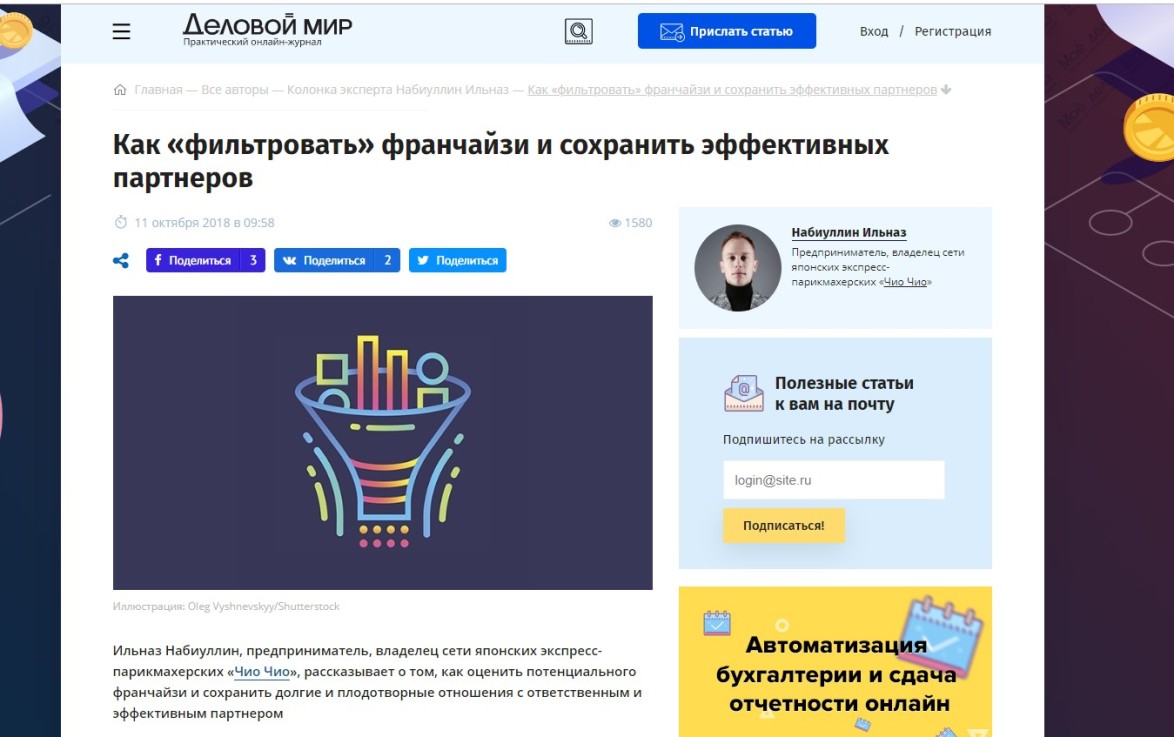 Деловой мир
Практический онлайн-журнал
Прислать статью
Вход / Регистрация
Главная — Все авторы — Колонка эксперта Набиуллин Ильназ — Как «фильтровать» франчайзи и сохранить эффективных партнеров
Как «фильтровать» франчайзи и сохранить эффективных
партнеров
11 октября 2018 в 09:58
1580
Поделиться 3
Поделиться 2
Поделиться
Иллюстрация: Oleg Vyshnevskyy/Shutterstock
Ильназ Набиуллин, предприниматель, владелец сети японских экспресс-
парикмахерских «Чио Чио», рассказывает о том, как оценить потенциального
франчайзи и сохранить долгие и плодотворные отношения с ответственным и
эффективным партнером
Набиуллин Ильназ
Предприниматель, владелец сети
японских экспресс-
парикмахерских «Чио Чио»
Полезные статьи
к вам на почту
Подпишитесь на рассылку
login@site.ru
Подписаться!
Автоматизация
бухгалтерии и сдача
отчетности онлайн